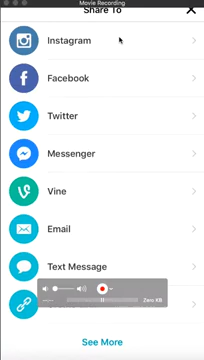 Movie Recording
Share To
Instagram
Facebook
Twitter
Messenger
Vine
Email
Text Message
Zero KB
See More